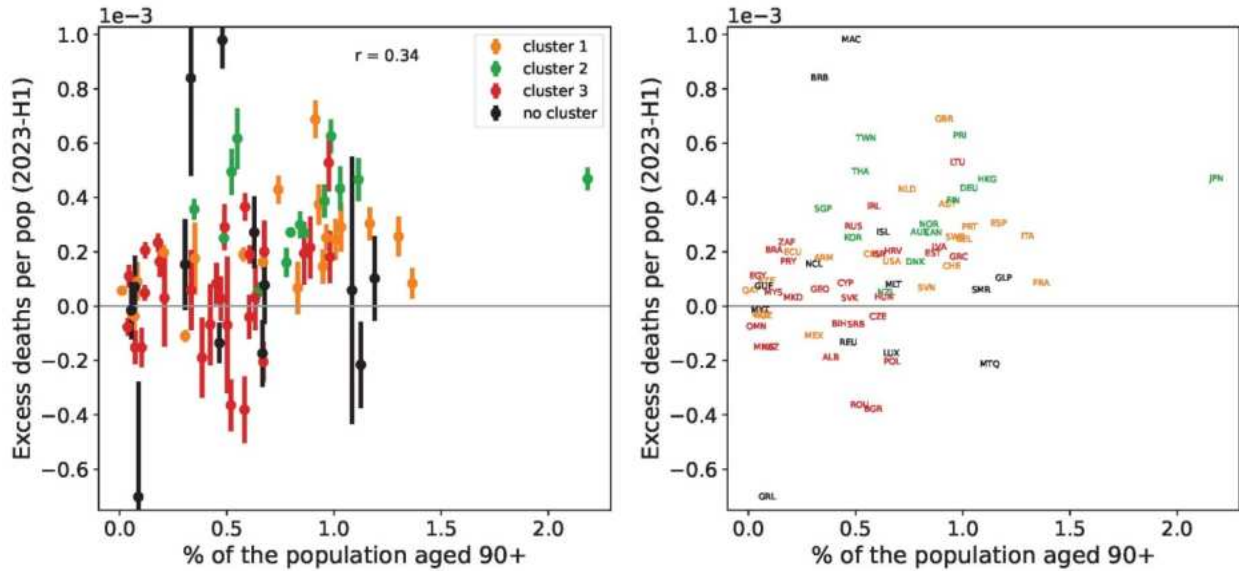 1e-3
Excess deaths per pop (2023-H1)
1.0
0.8
0.6
0.4
0.2
0.0
−0.2
−0.4
−0.6
0.0 0.5 1.0 1.5 2.0
% of the population aged 90+
r = 0.34
cluster 1
cluster 2
cluster 3
no cluster
1e-3
Excess deaths per pop (2023-H1)
1.0
0.8
0.6
0.4
0.2
0.0
−0.2
−0.4
−0.6
0.0 0.5 1.0 1.5 2.0
% of the population aged 90+
MAC
BRB
GBR
TWN PRI
LTU
THA HKG JPN
DEU
NLD
FIN
SGP IRL
RUS NOR PRT ESP
ISL
KOR ITA
ZAF
BRA HRV LVA
ECU EST
ARM GRC
PRY USA DNK
NCL CHE
EGY GLP
CYP MLT FRA
GEO SVN SMR
MYS MKD SVK
OMN BIH SRB CZE
MEX REU
ALB LUX
POL MTQ
ROU
BGR
GRL